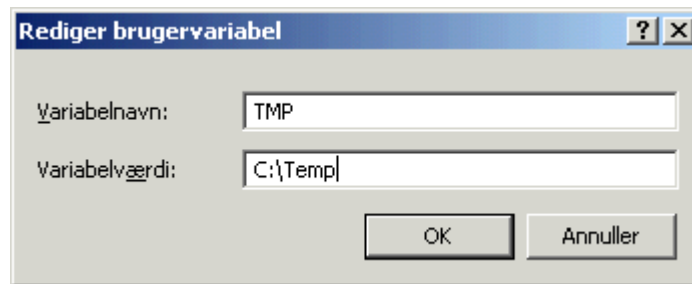 Rediger brugervariabel
Variabelnavn: TMP
Variabelværdi: C:\Temp
OK Annuller